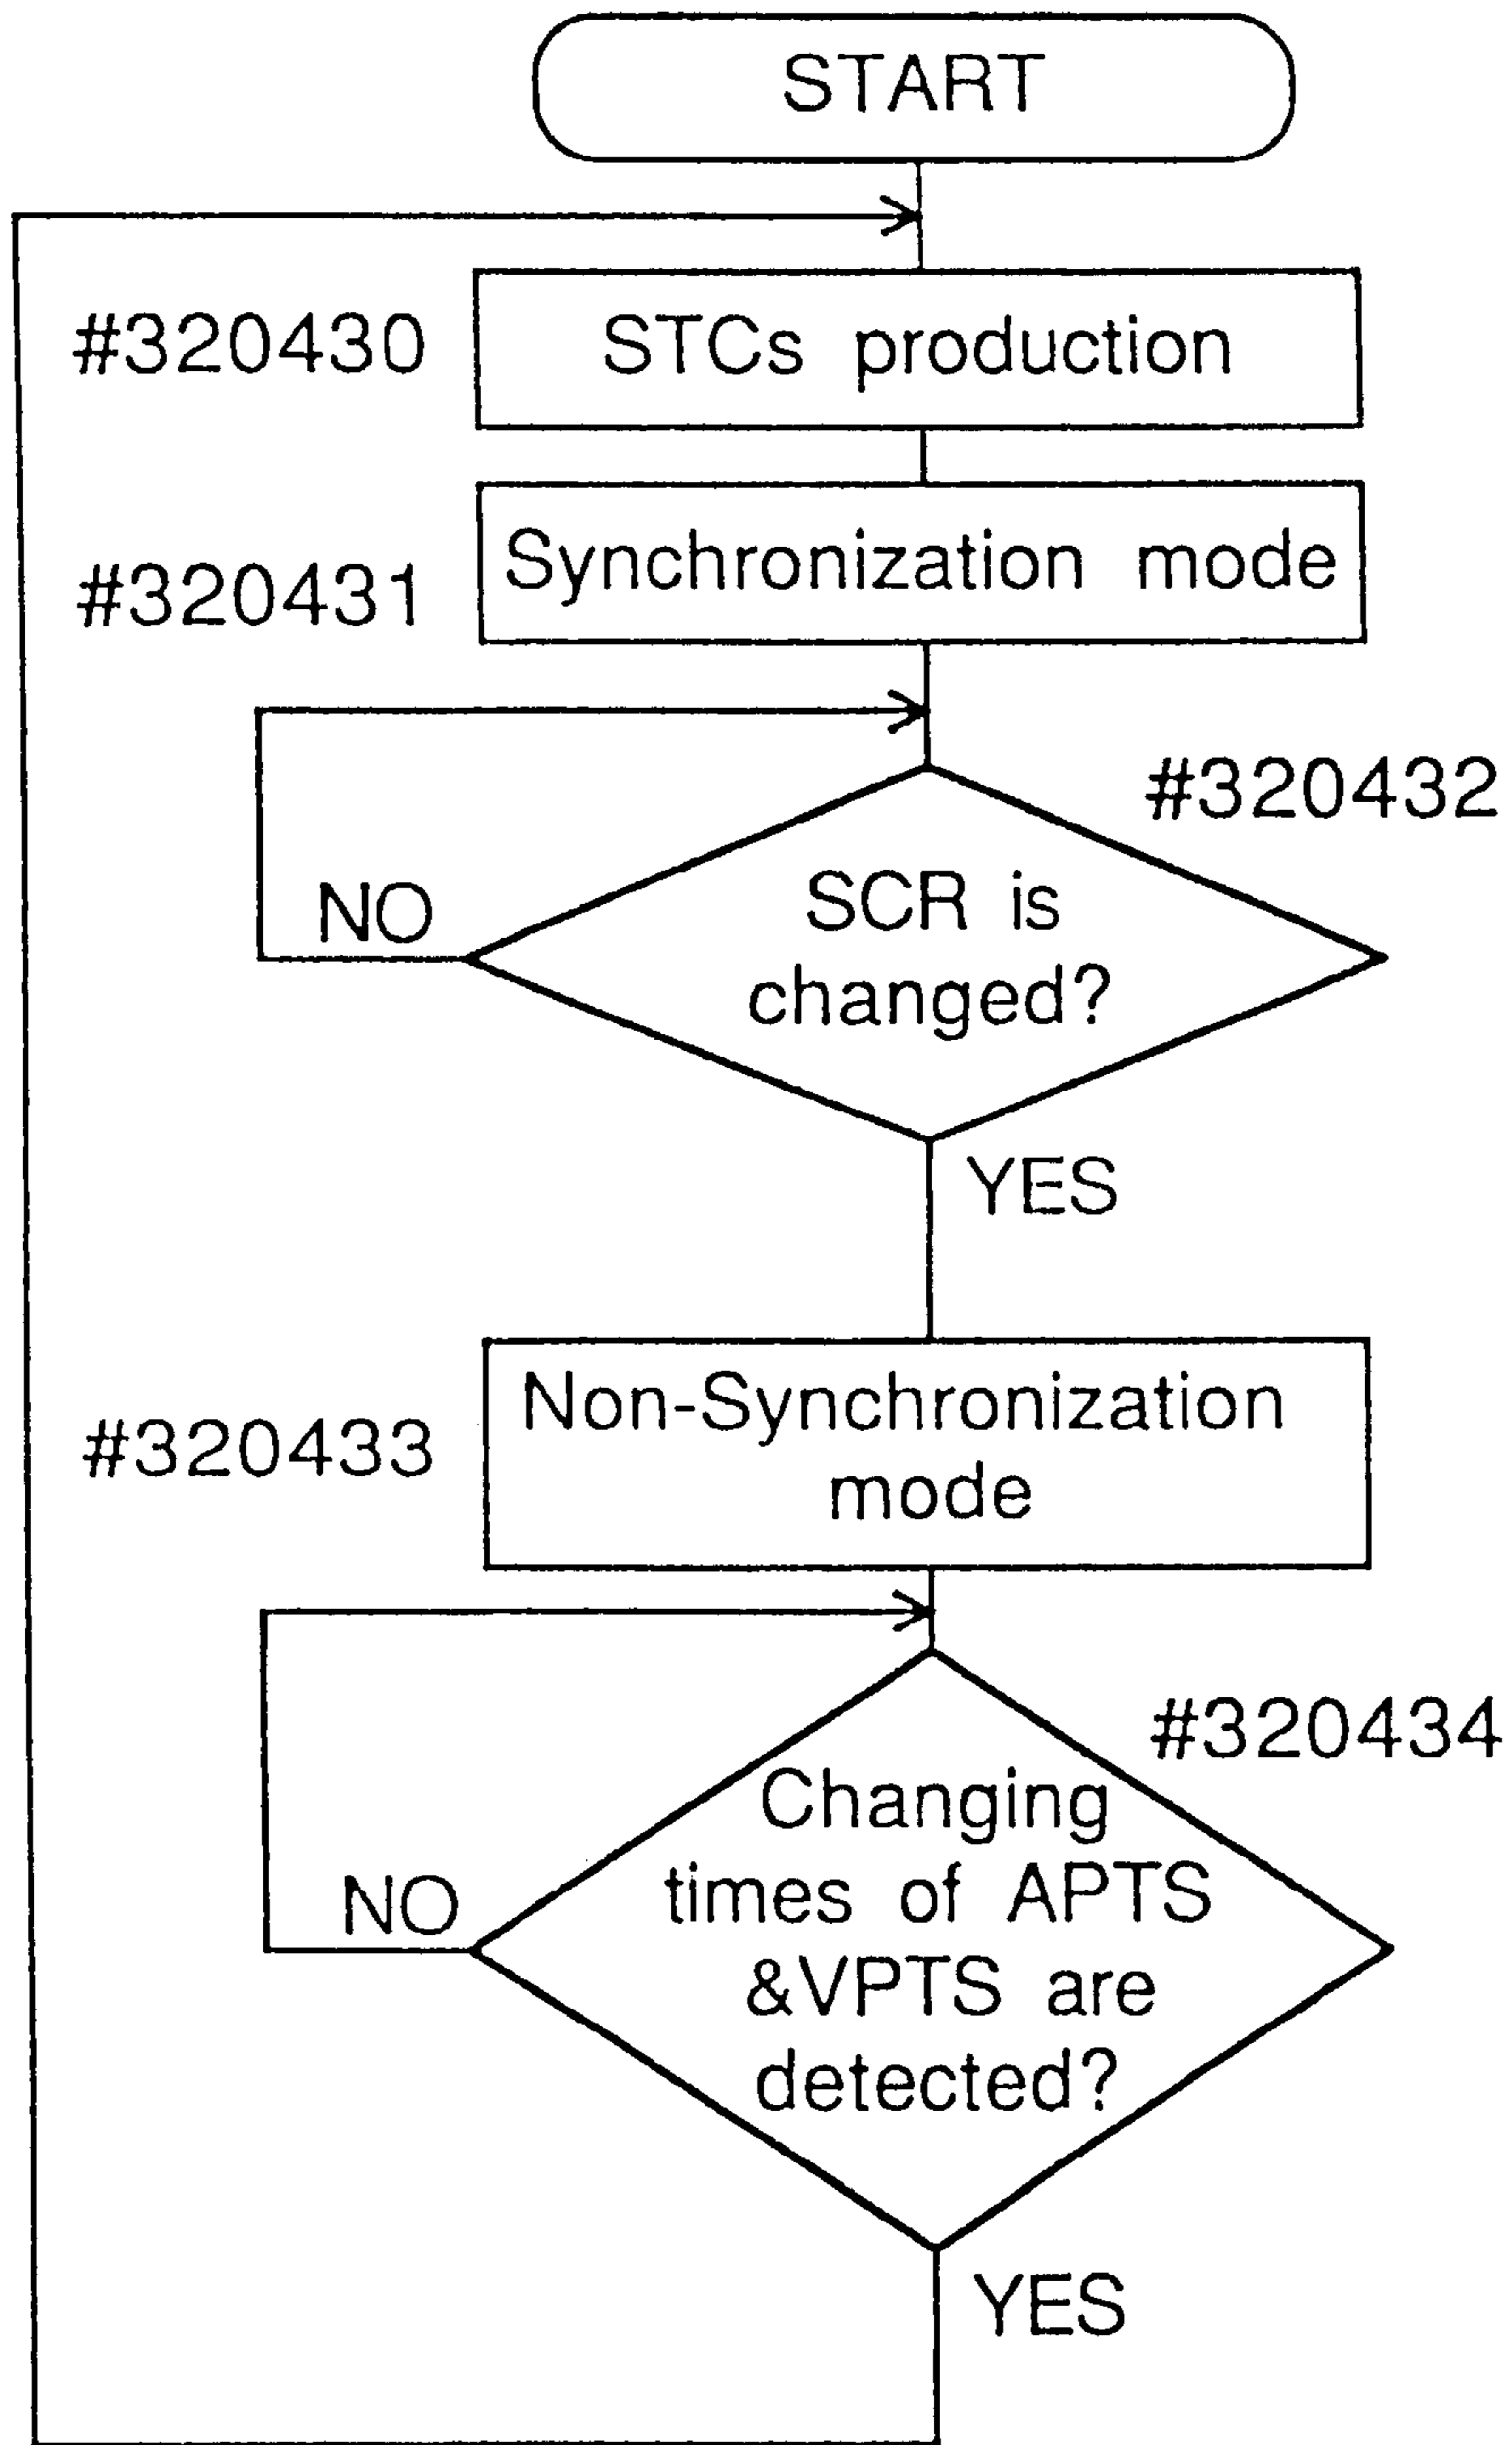 START
#320430
STCs production
#320431
Synchronization mode
#320432
SCR is
changed?
NO
YES
#320433
Non-Synchronization
mode
#320434
Changing
times of APTS
&VPTS are
detected?
NO
YES